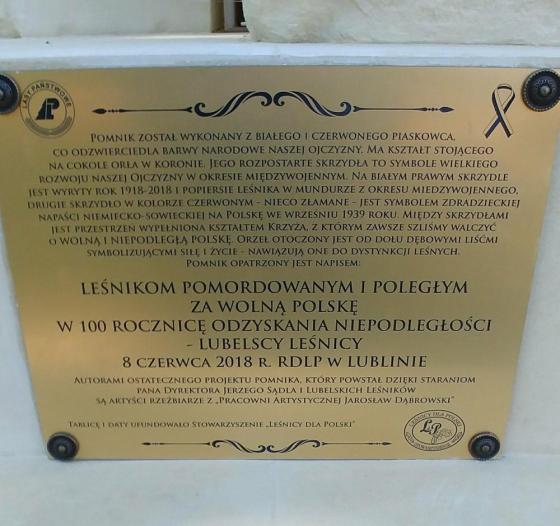 LASY PAŃSTWOWE
POMNIK ZOSTAŁ WYKONANY Z BIAŁEGO I CZERWONEGO PIASKOWCA,
CO ODZWIERCIEDLA BARWY NARODOWE NASZEJ OJCZYZNY. MA KSZTAŁT STOJĄCEGO
NA COKOLE ORŁA W KORONIE. JEGO ROZPOSTARTE SKRZYDŁA TO SYMBOLE WIELKIEGO
ROZWOJU NASZEJ OJCZYZNY W OKRESIE MIĘDZYWOJENNYM. NA BIAŁYM PRAWYM SKRZYDLE
JEST WYRYTY ROK 1918-2018 I POPIERSIE LEŚNIKA W MUNDURZE Z OKRESU MIEDZYWOJENNEGO,
DRUGIE SKRZYDŁO W KOLORZE CZERWONYM - NIECO ZŁAMANE - JEST SYMBOLEM ZDRADZIECKIEJ
NAPAŚCI NIEMIECKO-SOWIECKIEJ NA POLSKĘ WE WRZEŚNIU 1939 ROKU. MIĘDZY SKRZYDŁAMI
JEST PRZESTRZEŃ WYPEŁNIONA KSZTAŁTEM KRZYŻA, Z KTÓRYM ZAWSZE SZLIŚMY WALCZYĆ
O WOLNĄ I NIEPODLEGŁĄ POLSKĘ. ORZEŁ OTOCZONY JEST OD DOŁU DĘBOWYMI LIŚĆMI
SYMBOLIZUJĄCYMI SIŁĘ I ŻYCIE - NAWIĄZUJĄ ONE DO DYSTYNKCJI LEŚNYCH.
POMNIK OPATRZONY JEST NAPISEM:
LEŚNIKOM POMORDOWANYM I POLEGŁYM
ZA WOLNĄ POLSKĘ
W 100 ROCZNICĘ ODZYSKANIA NIEPODLEGŁOŚCI
- LUBELSCY LEŚNICY
8 CZERWCA 2018 R. RDLP W LUBLINIE
AUTORAMI OSTATECZNEGO PROJEKTU POMNIKA, KTÓRY POWSTAŁ DZIĘKI STARANIOM
PANA DYREKTORA JERZEGO SĄDLA I LUBELSKICH LEŚNIKÓW
SĄ ARTYŚCI RZEŹBIARZE Z „PRACOWNI ARTYSTYCZNEJ JAROSŁAW DĄBROWSKI"
TABLICĘ I DATY UFUNDOWAŁO STOWARZYSZENIE „LEŚNICY DLA POLSKI"
LEŚNICY DLA POLSKI
LdP